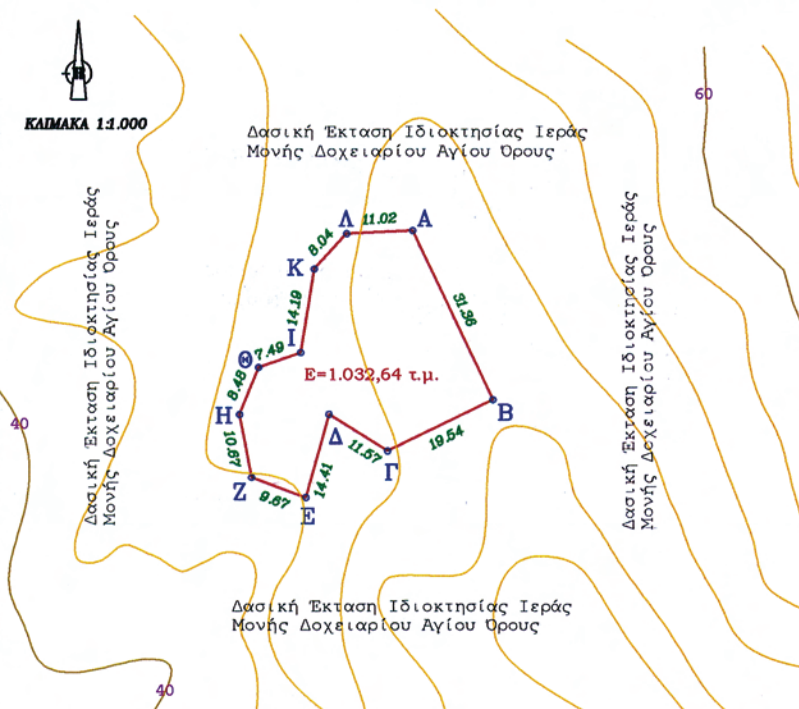 60
ΚΛΙΜΑΚΑ 1:1.000
Δασική Έκταση Ιδιοκτησίας Ιεράς
Μονής Δοχειαρίου Αγίου Όρους
Δασική Έκταση Ιδιοκτησίας Ιεράς
Μονής Δοχειαρίου Αγίου Όρους
Δασική Έκταση Ιδιοκτησίας Ιεράς
Μονής Δοχειαρίου Αγίου Όρους
Λ
11.02
Α
8.04
Κ
31.36
14.19
Ι
Θ
7.49
Ε=1.032,64 τ.μ.
8.48
Η
Β
40
Δ
19.54
11.57
10.67
Γ
Ζ
14.41
9.67
Ε
Δασική Έκταση Ιδιοκτησίας Ιεράς
Μονής Δοχειαρίου Αγίου Όρους
40